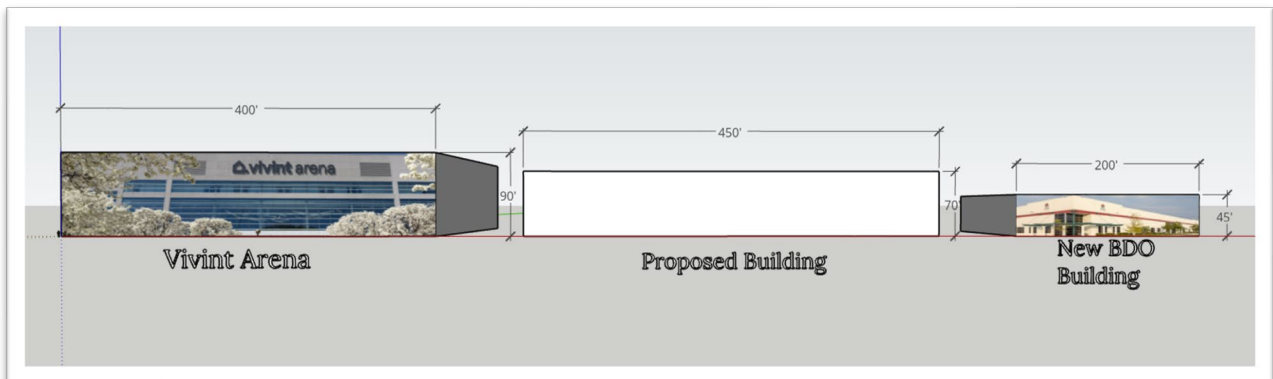 400'
450'
200'
vivint arena
90'
70'
45'
Vivint Arena
Proposed Building
New BDO
Building